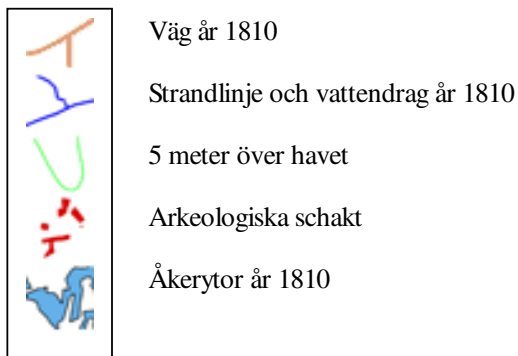 Väg år 1810
Strandlinje och vattendrag år 1810
5 meter över havet
Arkeologiska schakt
Åkerytor år 1810